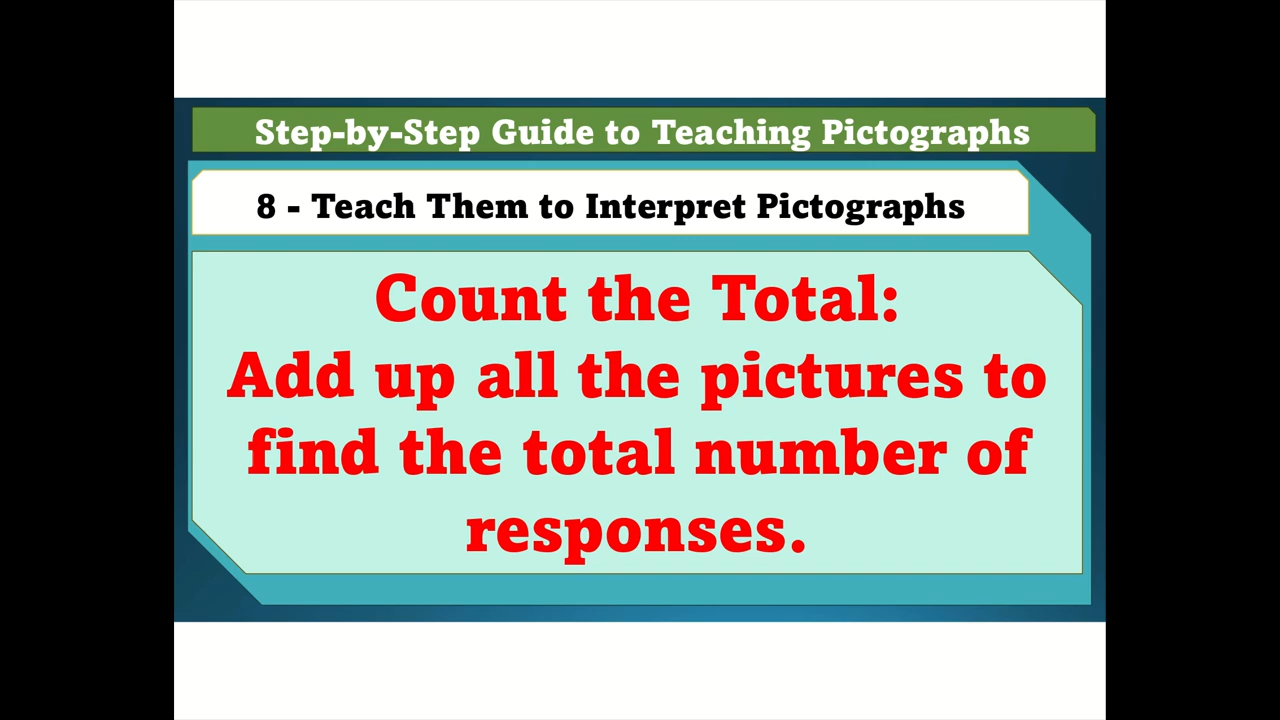 Step-by-Step Guide to Teaching Pictographs
8 - Teach Them to Interpret Pictographs
Count the Total:
Add up all the pictures to
find the total number of
responses.